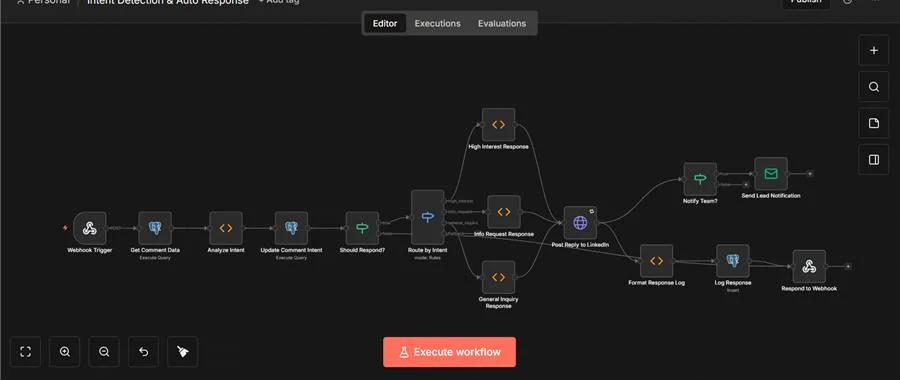 Personal / Intent Detection & Auto Response + Add tag
Publish
Editor Executions Evaluations
High Interest Response
Notify Team?
Send Lead Notification
Webhook Trigger
POST
Get Comment Data
Execute Query
Analyze Intent
Update Comment Intent
Execute Query
Should Respond?
Route by Intent
mode: Rules
Info Request Response
Post Reply to LinkedIn
General Inquiry
Response
Format Response Log
Log Response
Insert
Respond to Webhook
Execute workflow